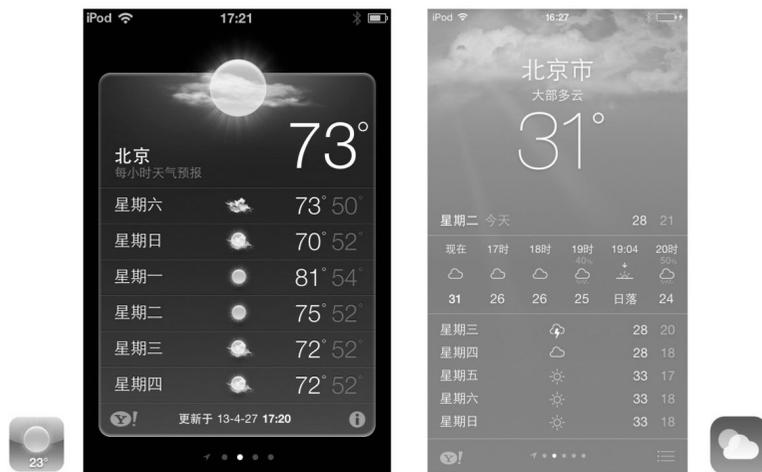 iPod 17:21
73°
北京
每小时天气预报
星期六 73° 50°
星期日 70° 52°
星期一 81° 54°
星期二 75° 52°
星期三 72° 52°
星期四 72° 52°
Y! 更新于 13-4-27 17:20 i
23°
iPod 16:27
北京市
大部多云
31°
星期二 今天 28 21
现在 17时 18时 19时 19:04 20时
40% 50%
31 26 26 25 日落 24
星期三 28 20
星期四 28 18
星期五 33 17
星期六 33 18
星期日 33 18
Y!